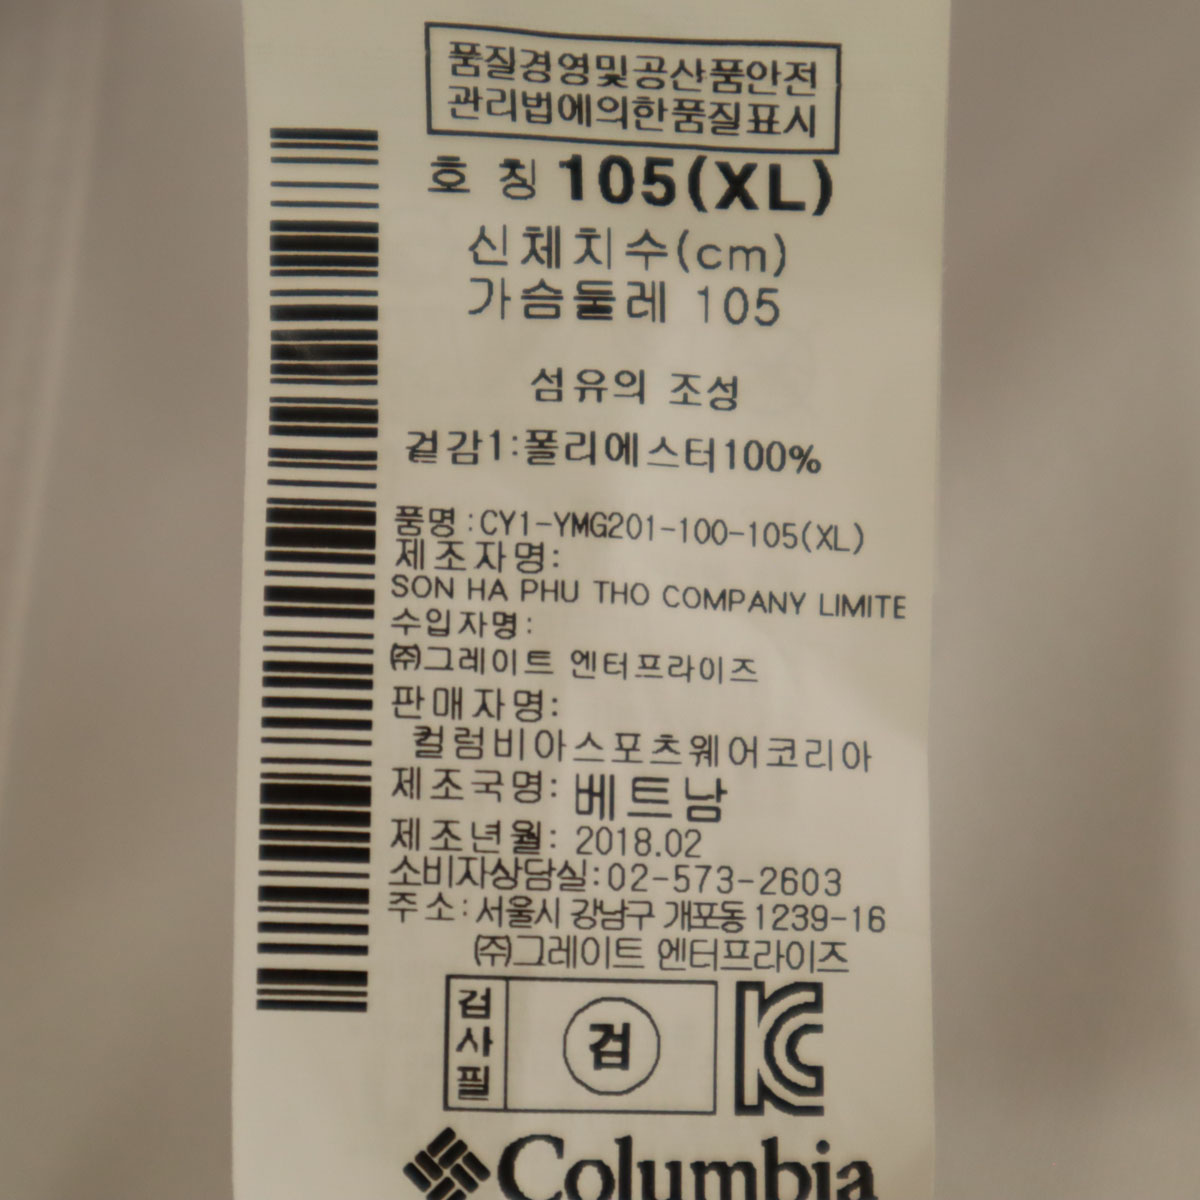 품질경영및공산품안전
관리법에의한품질표시
호 칭 105(XL)
신체치수(cm)
가슴둘레 105
섬유의 조성
겉감1:폴리에스터100%
품명:CY1-YMG201-100-105(XL)
제조자명:
SON HA PHU THO COMPANY LIMITE
수입자명:
㈜그레이트 엔터프라이즈
판매자명:
컬럼비아스포츠웨어코리아
제조국명: 베트남
제조년월: 2018.02
소비자상담실:02-573-2603
주소:서울시 강남구 개포동1239-16
㈜그레이트 엔터프라이즈
검사필
검
KC
Columbia